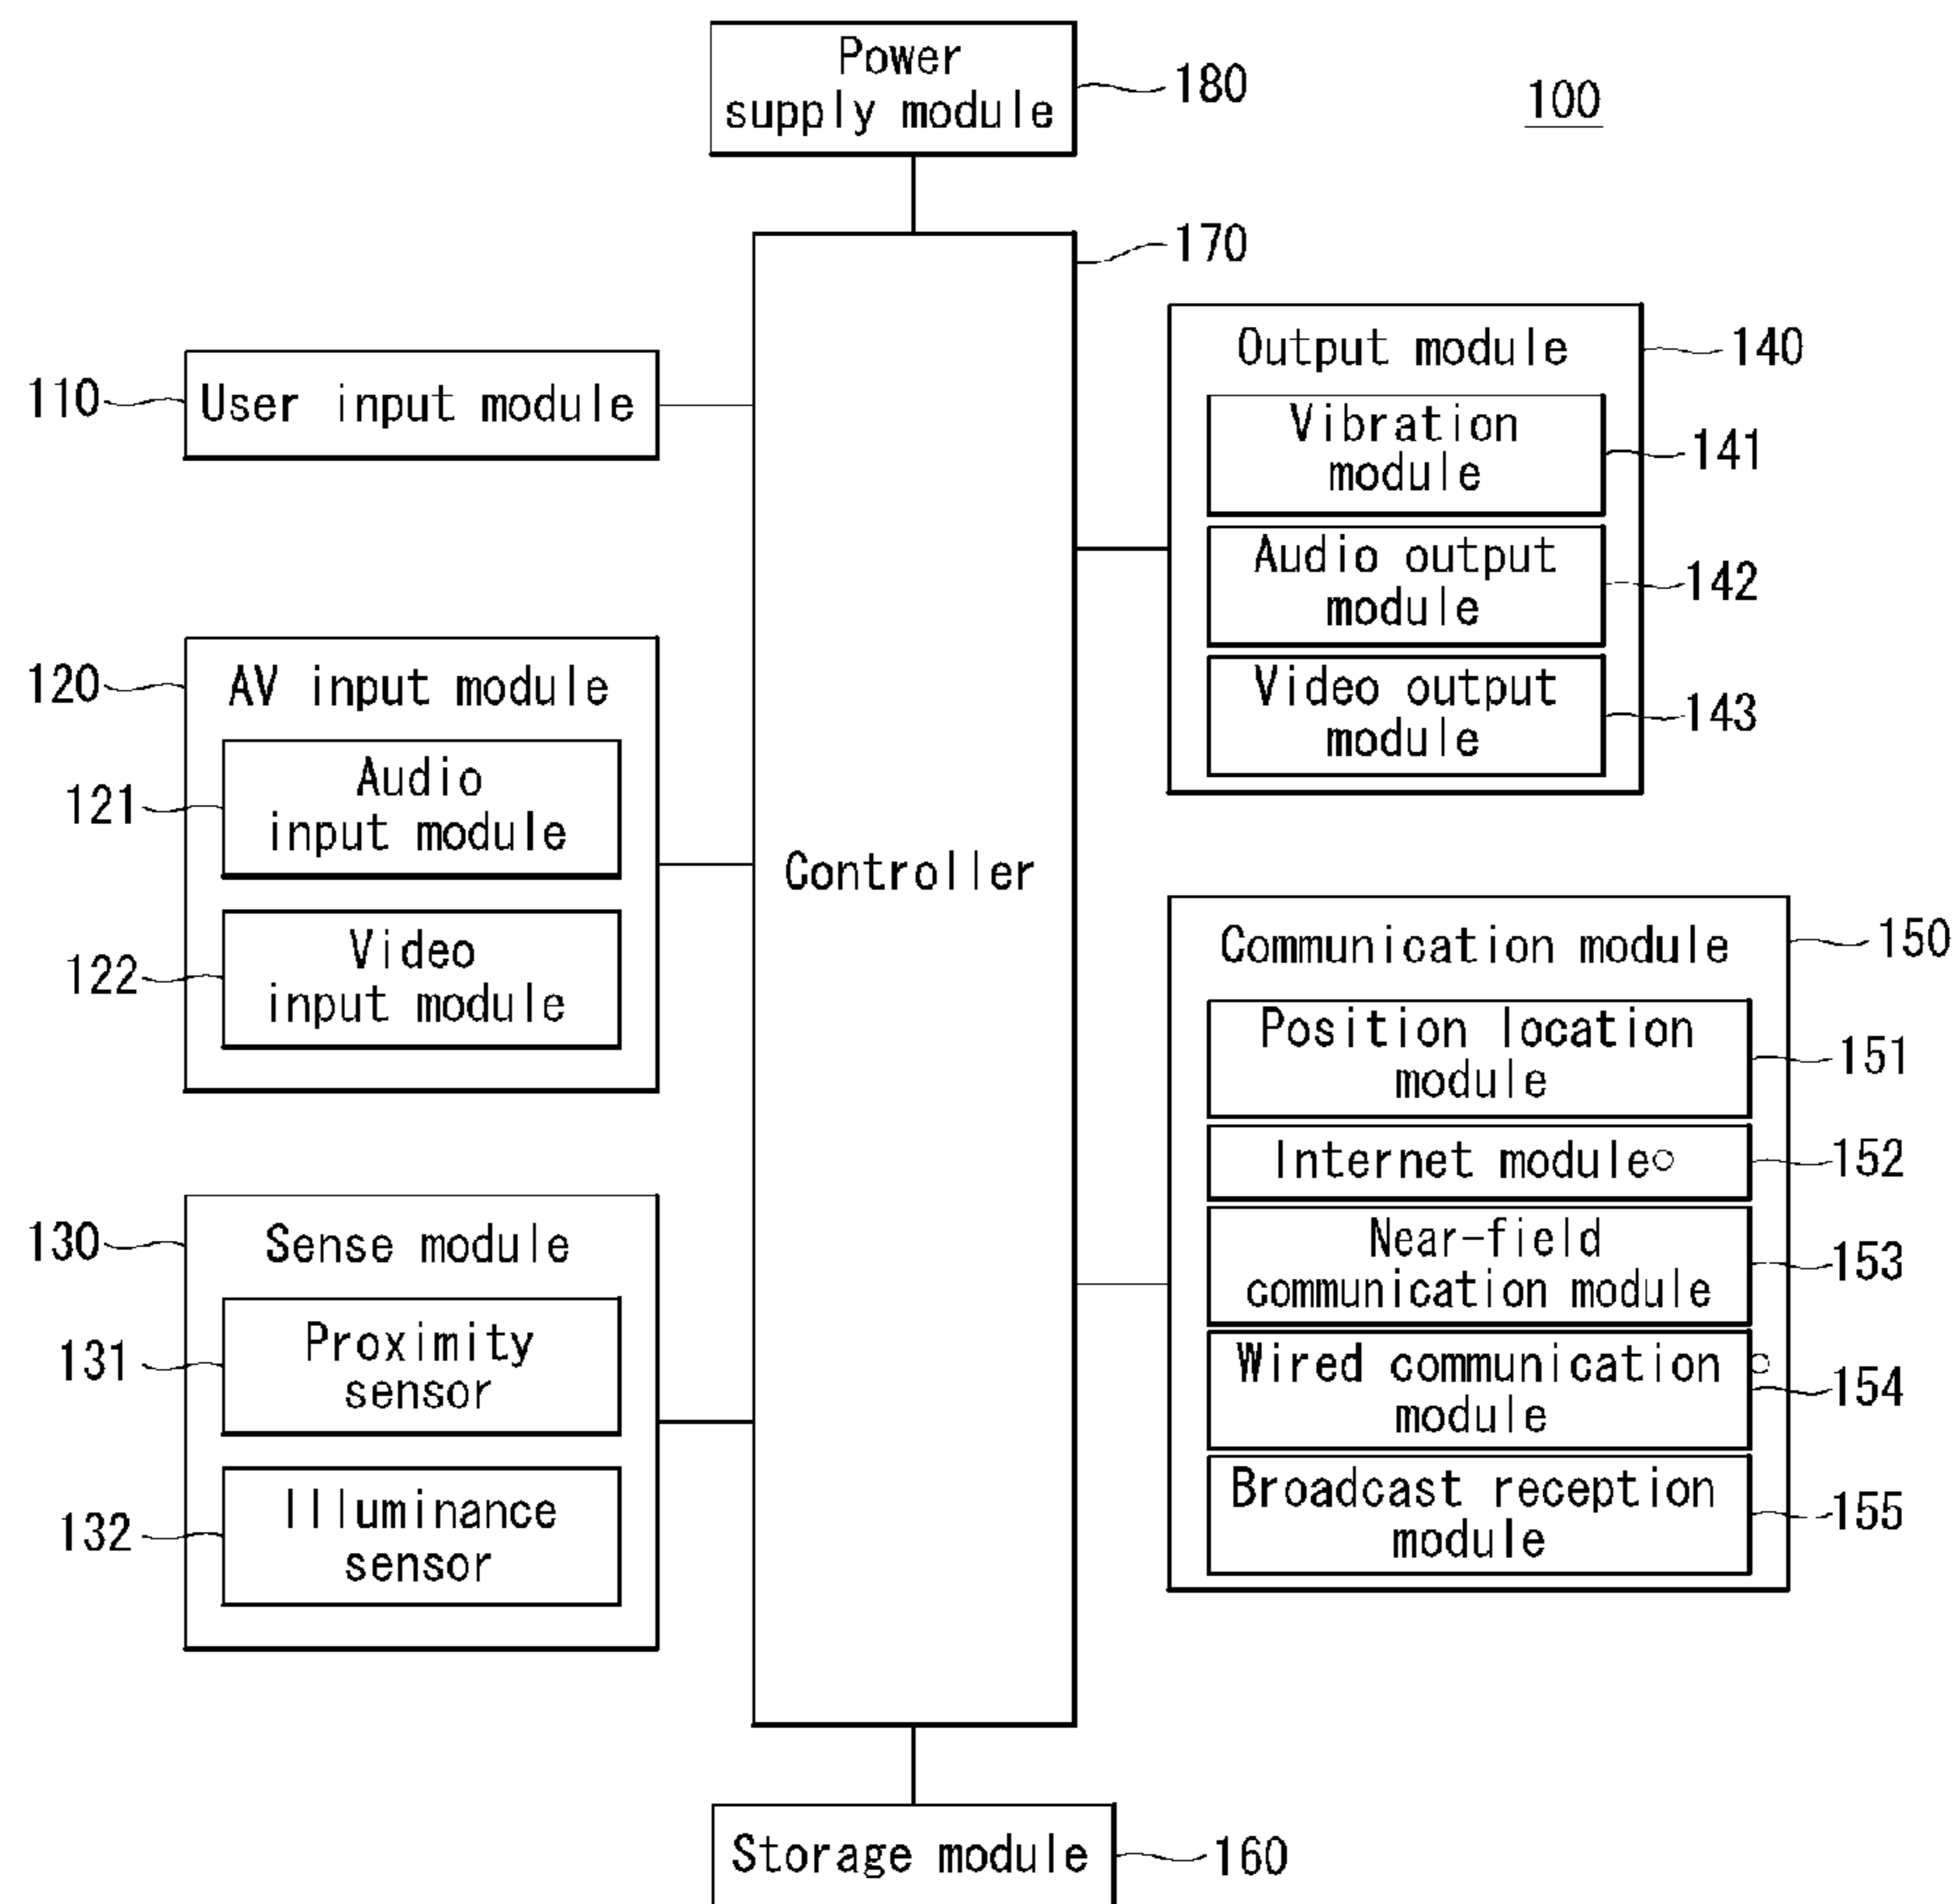 Power
supply module
180
100
170
Controller
110
User input module
120
AV input module
121
Audio
input module
122
Video
input module
130
Sense module
131
Proximity
sensor
132
Illuminance
sensor
Output module
140
Vibration
module
141
Audio output
module
142
Video output
module
143
Communication module
150
Position location
module
151
Internet module
152
Near-field
communication module
153
Wired communication
module
154
Broadcast reception
module
155
Storage module
160